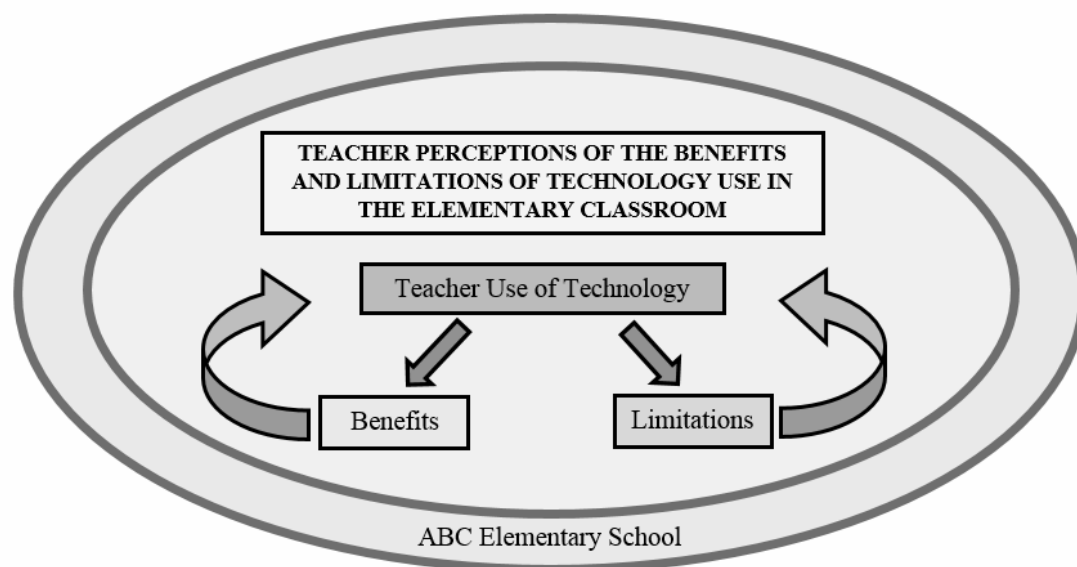 TEACHER PERCEPTIONS OF THE BENEFITS
AND LIMITATIONS OF TECHNOLOGY USE IN
THE ELEMENTARY CLASSROOM
Teacher Use of Technology
Benefits
Limitations
ABC Elementary School